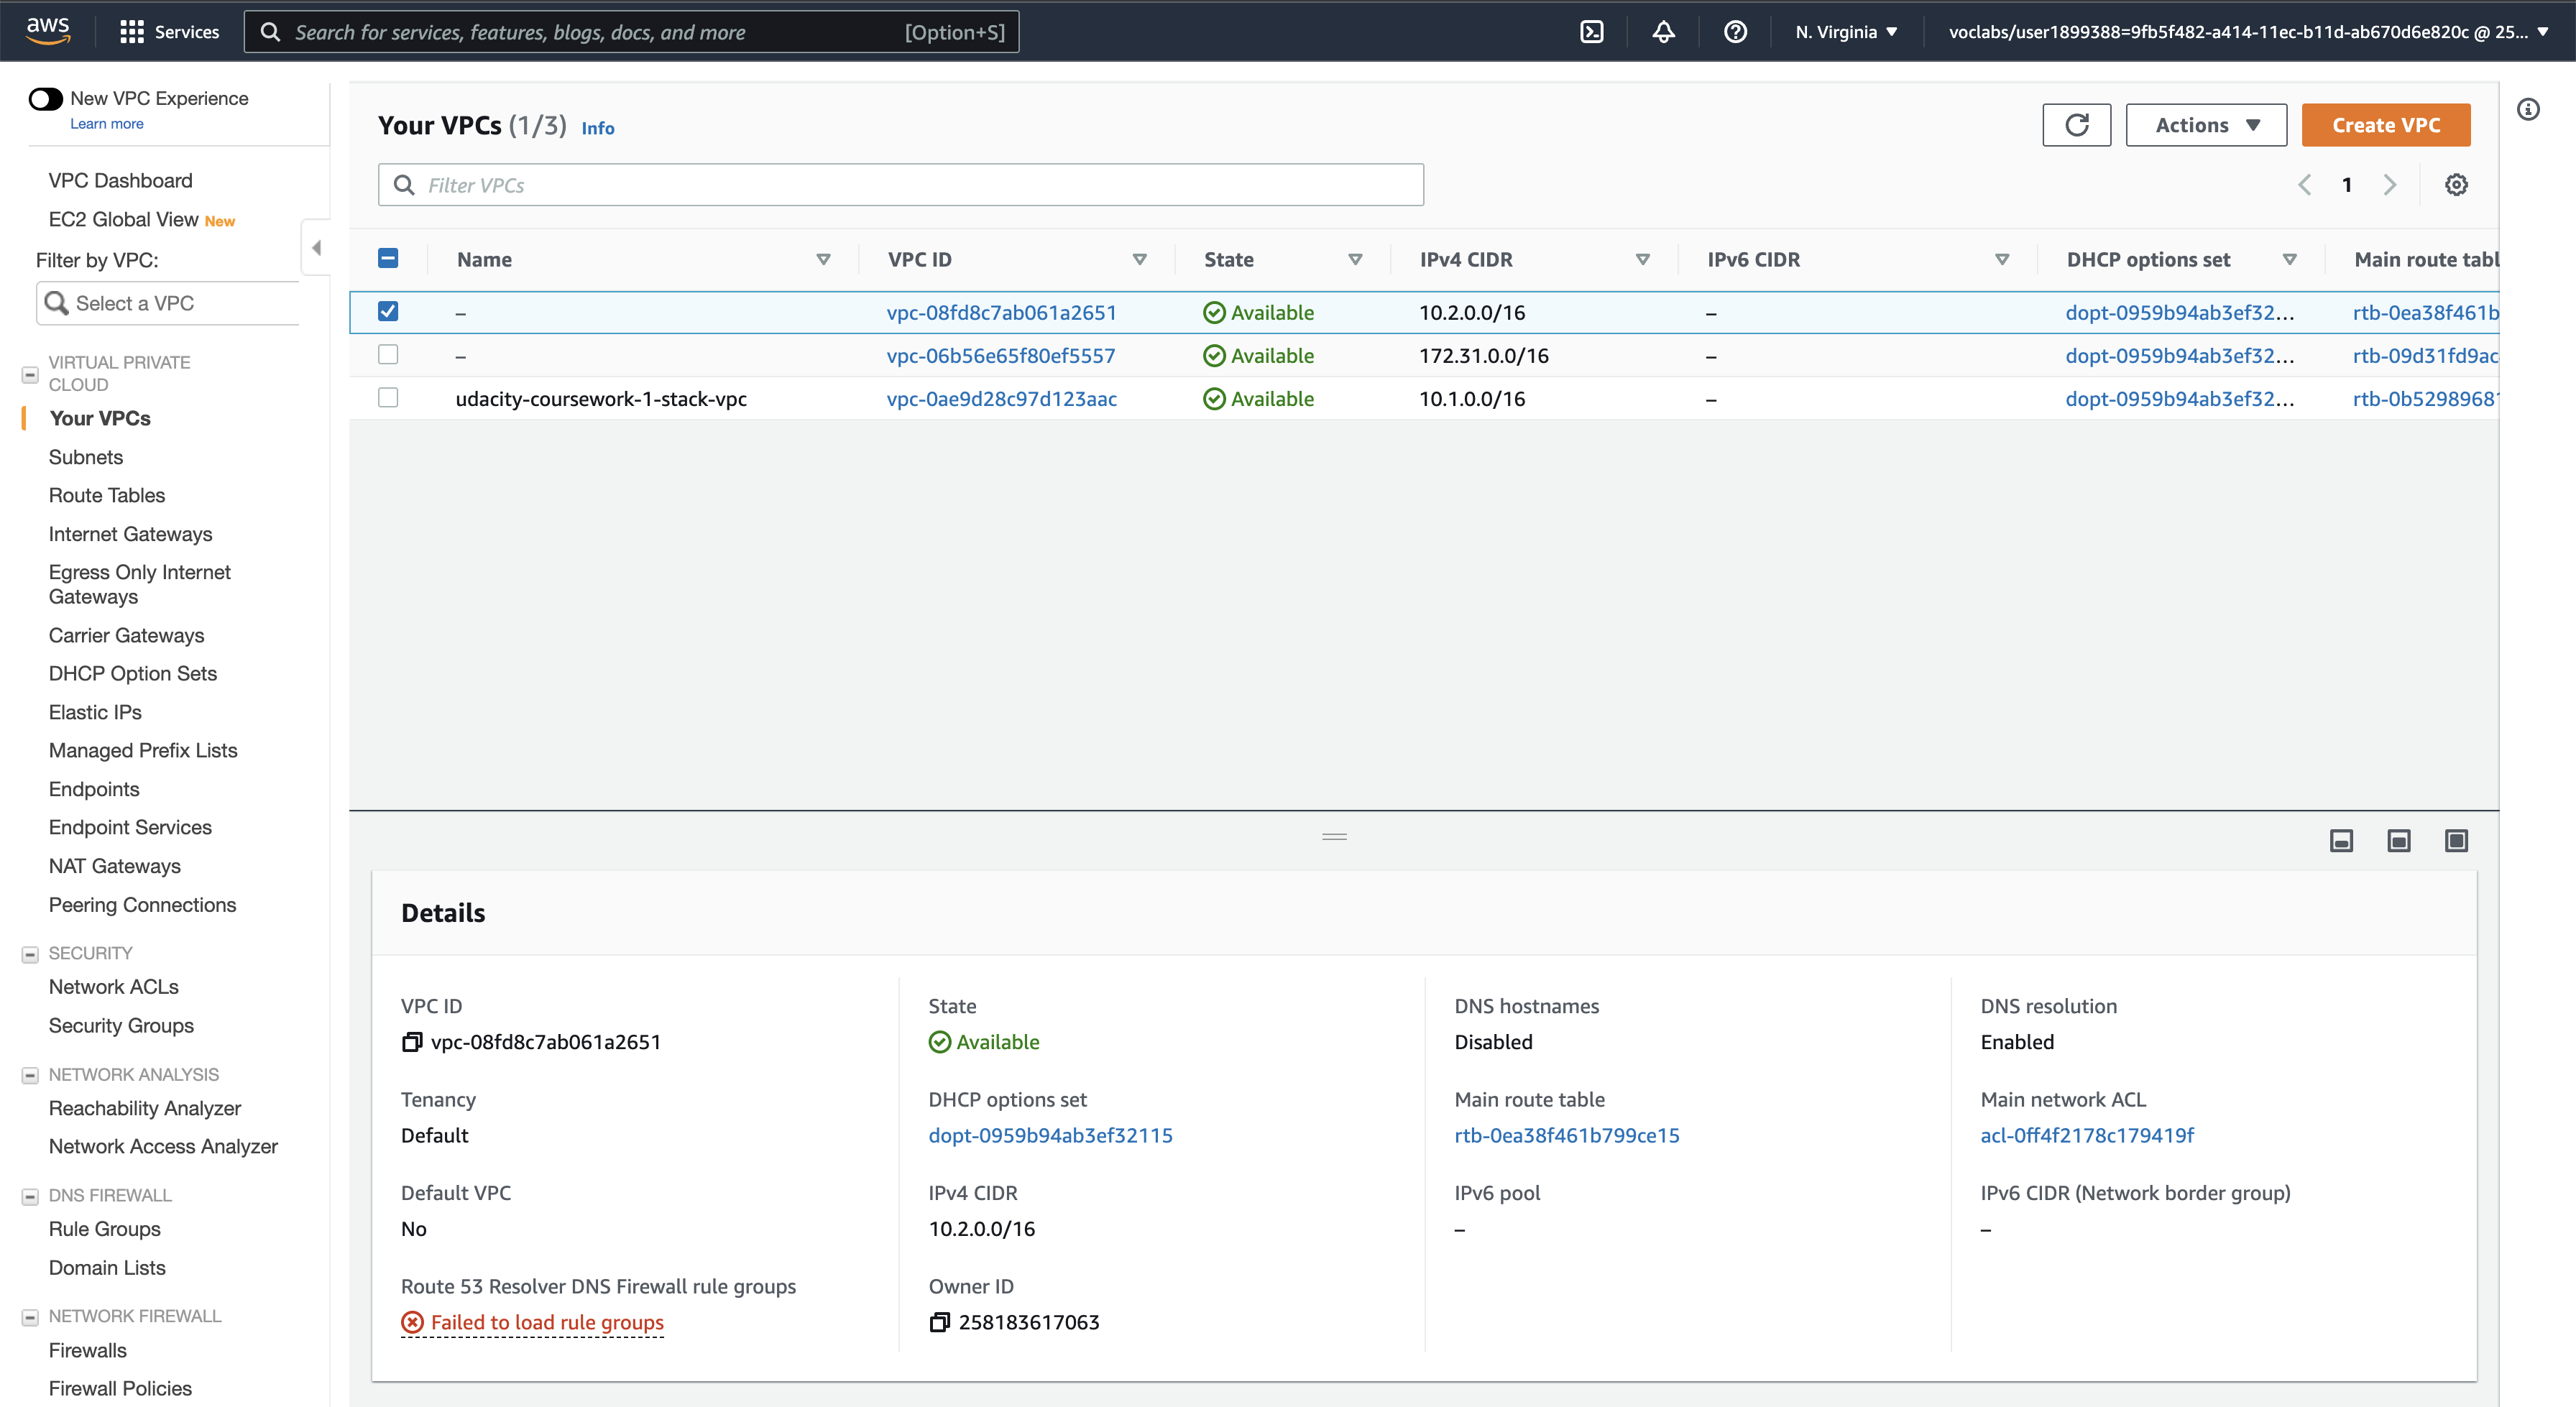 aws
Services
Search for services, features, blogs, docs, and more
[Option+S]
N. Virginia
voclabs/user1899388=9fb5f482-a414-11ec-b11d-ab670d6e820c @ 25...
New VPC Experience
Learn more
VPC Dashboard
EC2 Global View New
Filter by VPC:
Select a VPC
VIRTUAL PRIVATE
CLOUD
Your VPCs
Subnets
Route Tables
Internet Gateways
Egress Only Internet
Gateways
Carrier Gateways
DHCP Option Sets
Elastic IPs
Managed Prefix Lists
Endpoints
Endpoint Services
NAT Gateways
Peering Connections
SECURITY
Network ACLs
Security Groups
NETWORK ANALYSIS
Reachability Analyzer
Network Access Analyzer
DNS FIREWALL
Rule Groups
Domain Lists
NETWORK FIREWALL
Firewalls
Firewall Policies
Your VPCs (1/3) Info
Actions
Create VPC
Filter VPCs
1
Name VPC ID State IPv4 CIDR IPv6 CIDR DHCP options set Main route tabl
– vpc-08fd8c7ab061a2651 Available 10.2.0.0/16 – dopt-0959b94ab3ef32... rtb-0ea38f461b
– vpc-06b56e65f80ef5557 Available 172.31.0.0/16 – dopt-0959b94ab3ef32... rtb-09d31fd9ac
udacity-coursework-1-stack-vpc vpc-0ae9d28c97d123aac Available 10.1.0.0/16 – dopt-0959b94ab3ef32... rtb-0b5298968
Details
VPC ID State DNS hostnames DNS resolution
vpc-08fd8c7ab061a2651 Available Disabled Enabled
Tenancy DHCP options set Main route table Main network ACL
Default dopt-0959b94ab3ef32115 rtb-0ea38f461b799ce15 acl-0ff4f2178c179419f
Default VPC IPv4 CIDR IPv6 pool IPv6 CIDR (Network border group)
No 10.2.0.0/16 – –
Route 53 Resolver DNS Firewall rule groups Owner ID
Failed to load rule groups 258183617063